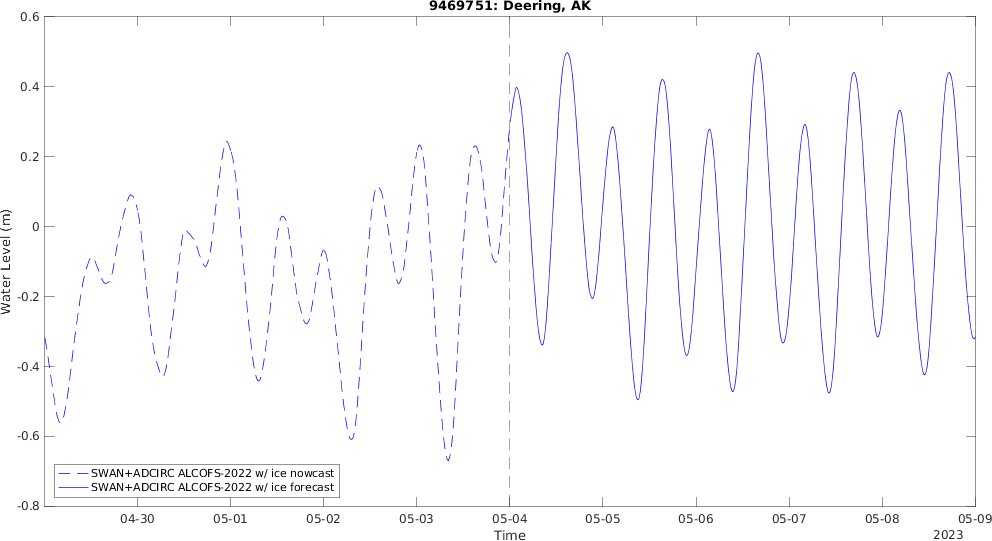 9469751: Deering, AK
0.6
0.4
0.2
0
-0.2
-0.4
-0.6
-0.8
Water Level (m)
SWAN+ADCIRC ALCOFS-2022 w/ ice nowcast
SWAN+ADCIRC ALCOFS-2022 w/ ice forecast
04-30 05-01 05-02 05-03 05-04 05-05 05-06 05-07 05-08 05-09
Time
2023